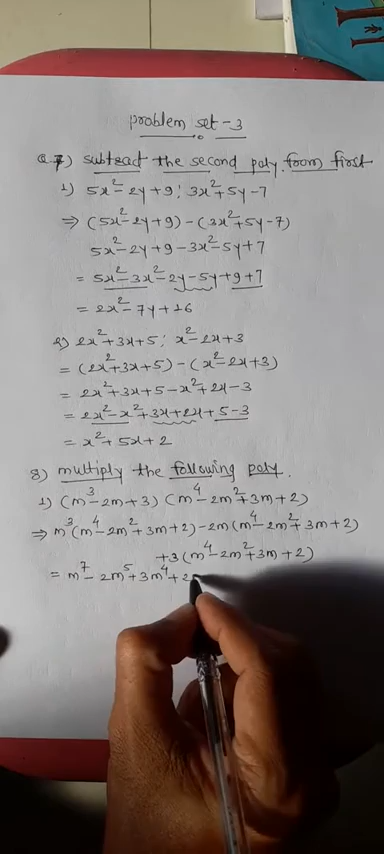 problem set - 3
Q.7) subtract the second poly. from first
1) 5x² - 2y + 9 ; 3x² + 5y - 7
⇒ (5x² - 2y + 9) - (3x² + 5y - 7)
5x² - 2y + 9 - 3x² - 5y + 7
= 5x² - 3x² - 2y - 5y + 9 + 7
= 2x² - 7y + 16
2) 2x² + 3x + 5 ; x² - 2x + 3
= (2x² + 3x + 5) - (x² - 2x + 3)
= 2x² + 3x + 5 - x² + 2x - 3
= 2x² - x² + 3x + 2x + 5 - 3
= x² + 5x + 2
8) multiply the following poly.
1) (m³ - 2m + 3) (m⁴ - 2m² + 3m + 2)
⇒ m³(m⁴ - 2m² + 3m + 2) - 2m(m⁴ - 2m² + 3m + 2)
+3(m⁴ - 2m² + 3m + 2)
= m⁷ - 2m⁵ + 3m⁴ + 2